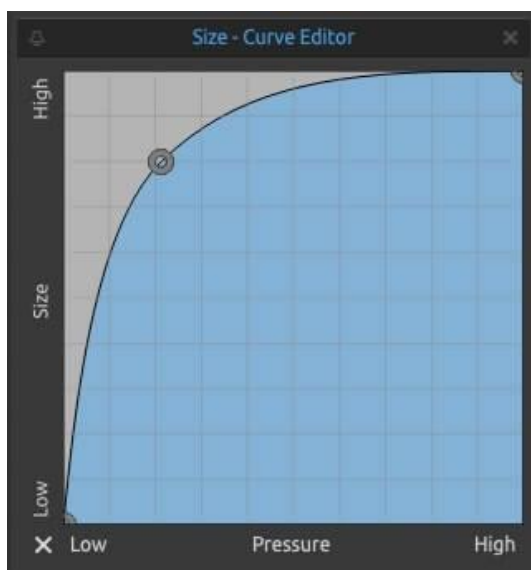 Size - Curve Editor
High
Size
Low
Low Pressure High